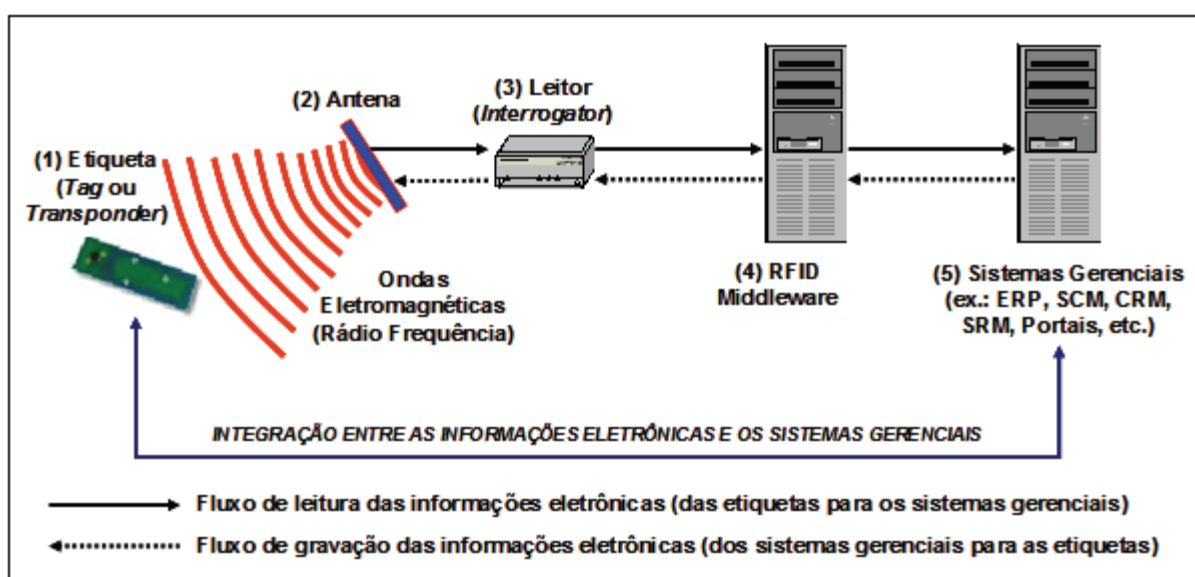 (1) Etiqueta
(Tag ou
Transponder)
(2) Antena
(3) Leitor
(Interrogator)
Ondas
Eletromagnéticas
(Rádio Frequência)
(4) RFID
Middleware
(5) Sistemas Gerenciais
(ex.: ERP, SCM, CRM,
SRM, Portais, etc.)
INTEGRAÇÃO ENTRE AS INFORMAÇÕES ELETRÔNICAS E OS SISTEMAS GERENCIAIS
Fluxo de leitura das informações eletrônicas (das etiquetas para os sistemas gerenciais)
Fluxo de gravação das informações eletrônicas (dos sistemas gerenciais para as etiquetas)